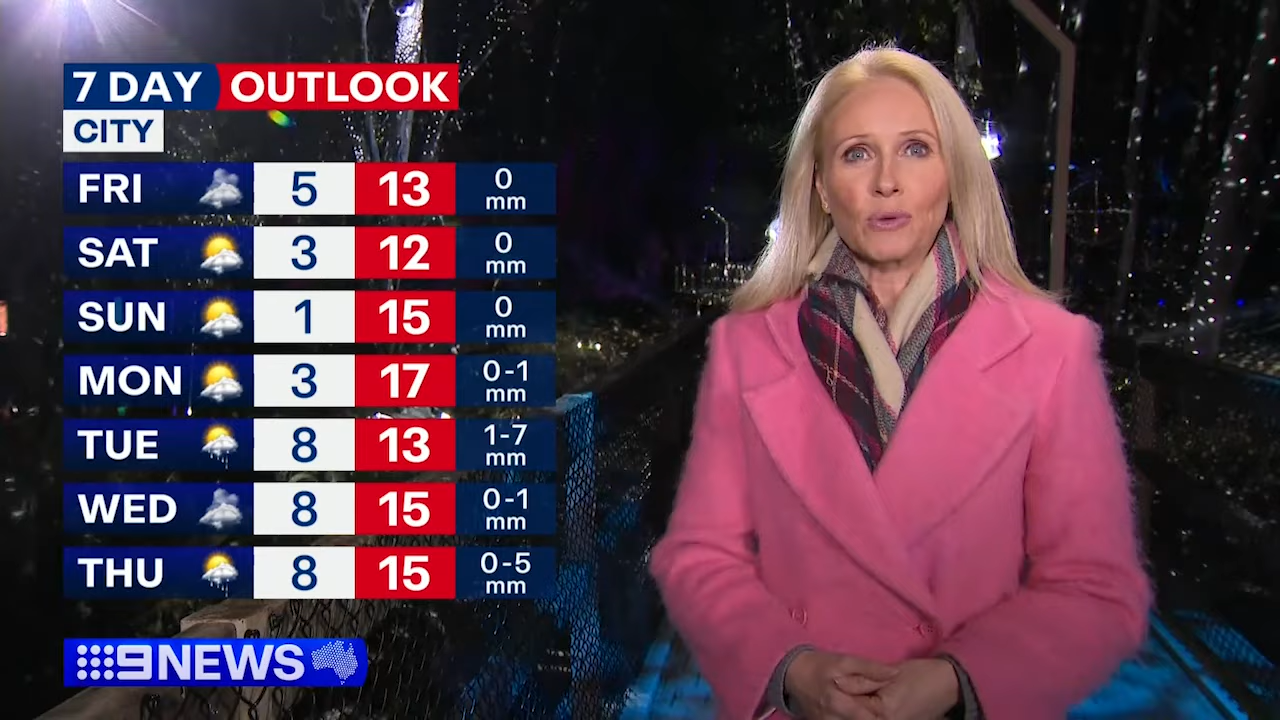 7 DAY OUTLOOK
CITY
FRI 5 13 0 mm
SAT 3 12 0 mm
SUN 1 15 0 mm
MON 3 17 0-1 mm
TUE 8 13 1-7 mm
WED 8 15 0-1 mm
THU 8 15 0-5 mm
9NEWS